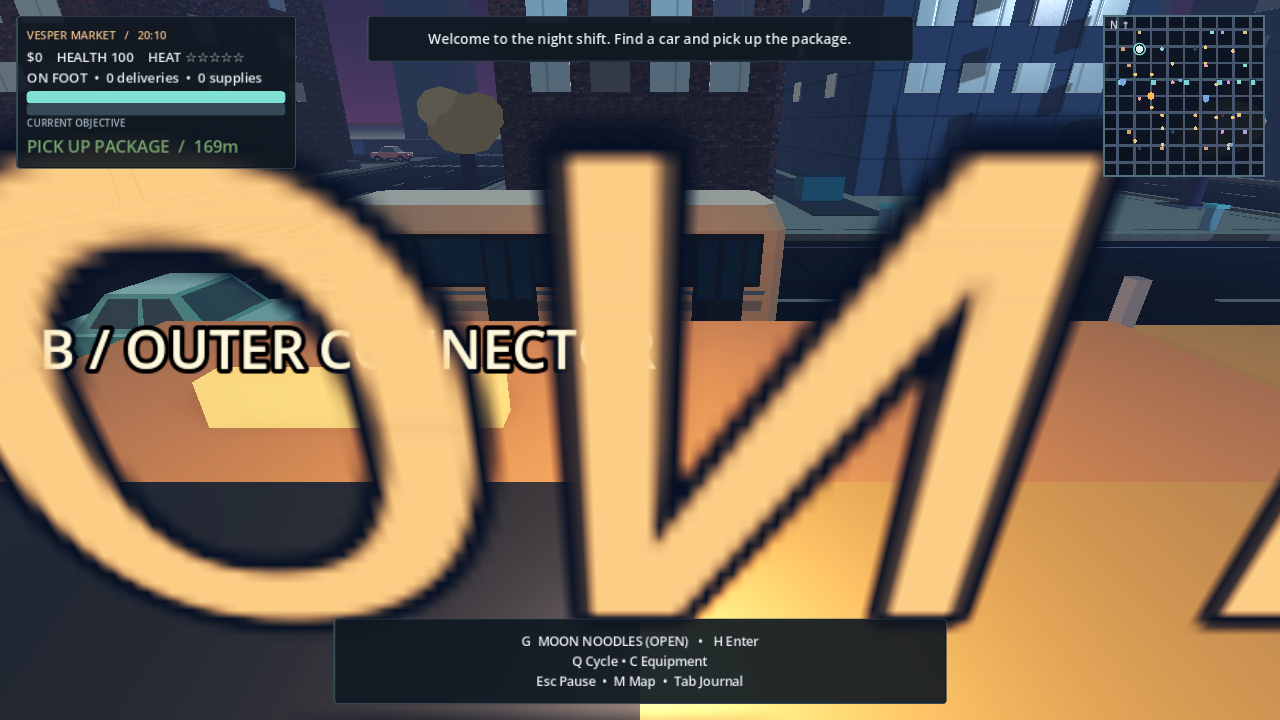 VESPER MARKET / 20:10
$0 HEALTH 100 HEAT ☆☆☆☆☆
ON FOOT • 0 deliveries • 0 supplies
CURRENT OBJECTIVE
PICK UP PACKAGE / 169m
Welcome to the night shift. Find a car and pick up the package.
N ↑
B / OUTER CONNECTOR
G MOON NOODLES (OPEN) • H Enter
Q Cycle • C Equipment
Esc Pause • M Map • Tab Journal